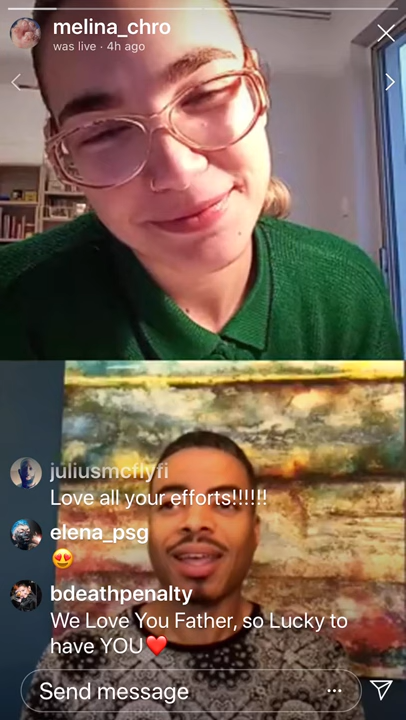 melina_chro
was live · 4h ago
juliusmcflyfi
Love all your efforts!!!!!!
elena_psg
😍
bdeathpenalty
We Love You Father, so Lucky to
have YOU❤️
Send message